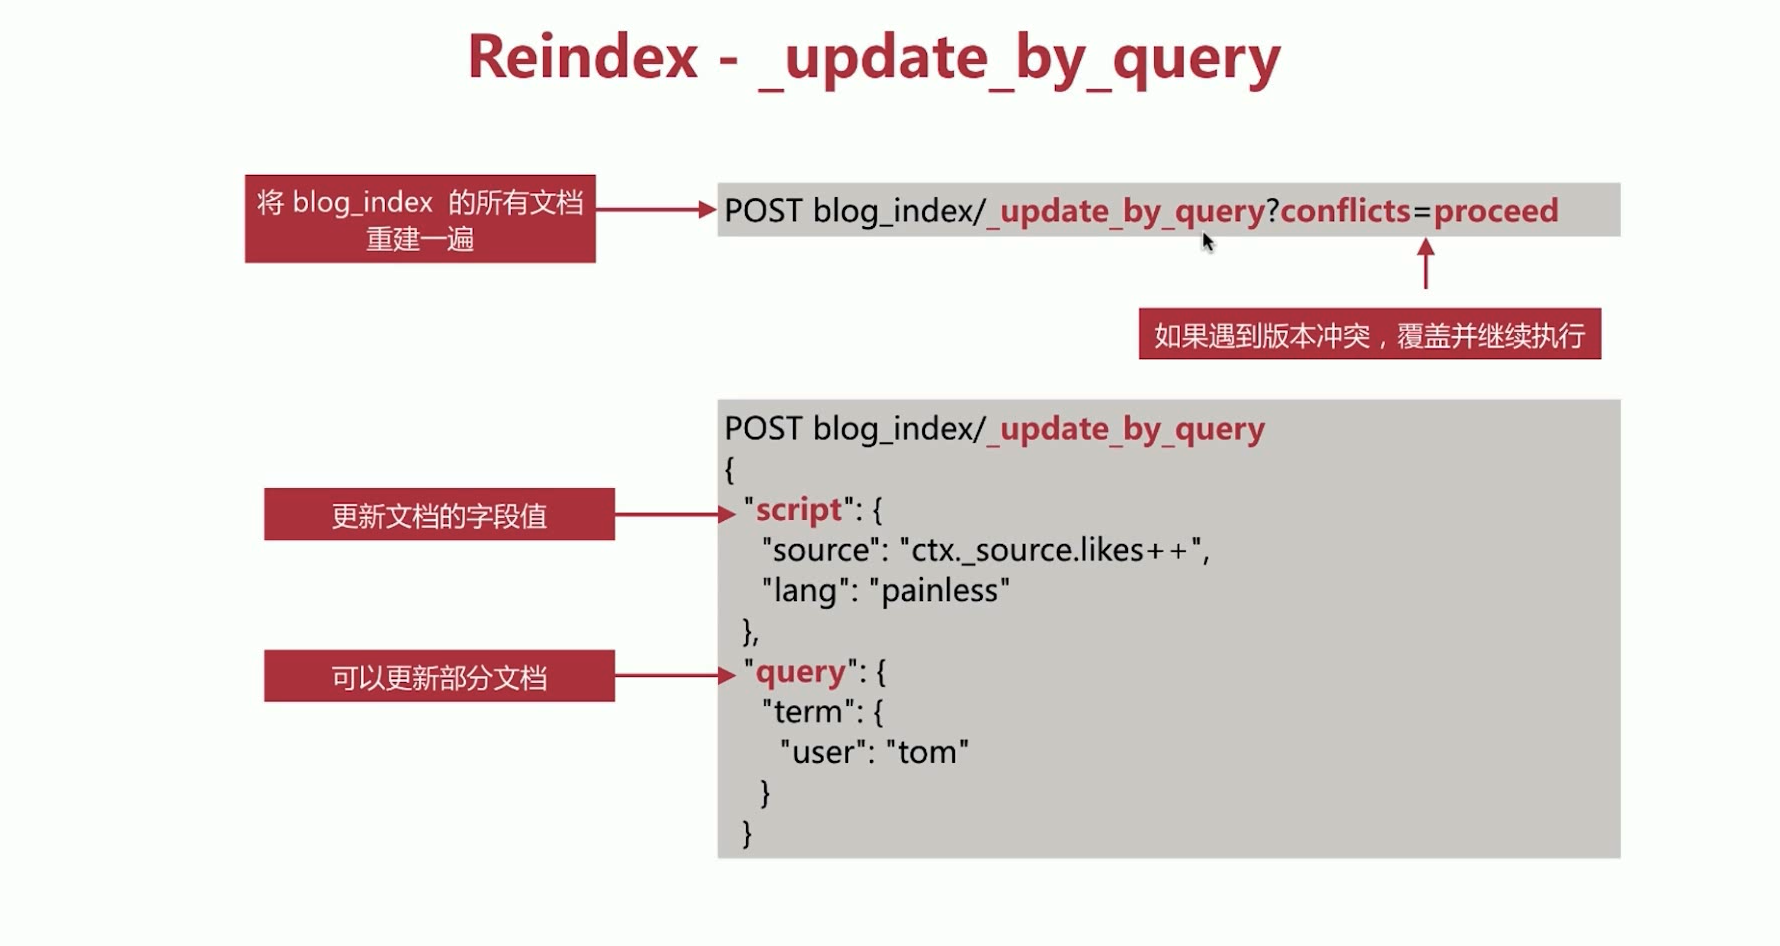 Reindex - _update_by_query
将 blog_index 的所有文档
重建一遍
POST blog_index/_update_by_query?conflicts=proceed
如果遇到版本冲突，覆盖并继续执行
POST blog_index/_update_by_query
{
更新文档的字段值
"script": {
"source": "ctx._source.likes++",
"lang": "painless"
},
可以更新部分文档
"query": {
"term": {
"user": "tom"
}
}